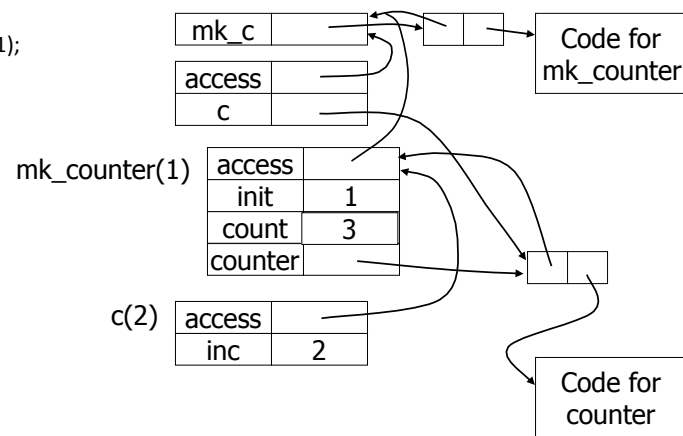 1);
mk_c
Code for
mk_counter
access
c
mk_counter(1)
access
init 1
count 3
counter
c(2)
access
inc 2
Code for
counter